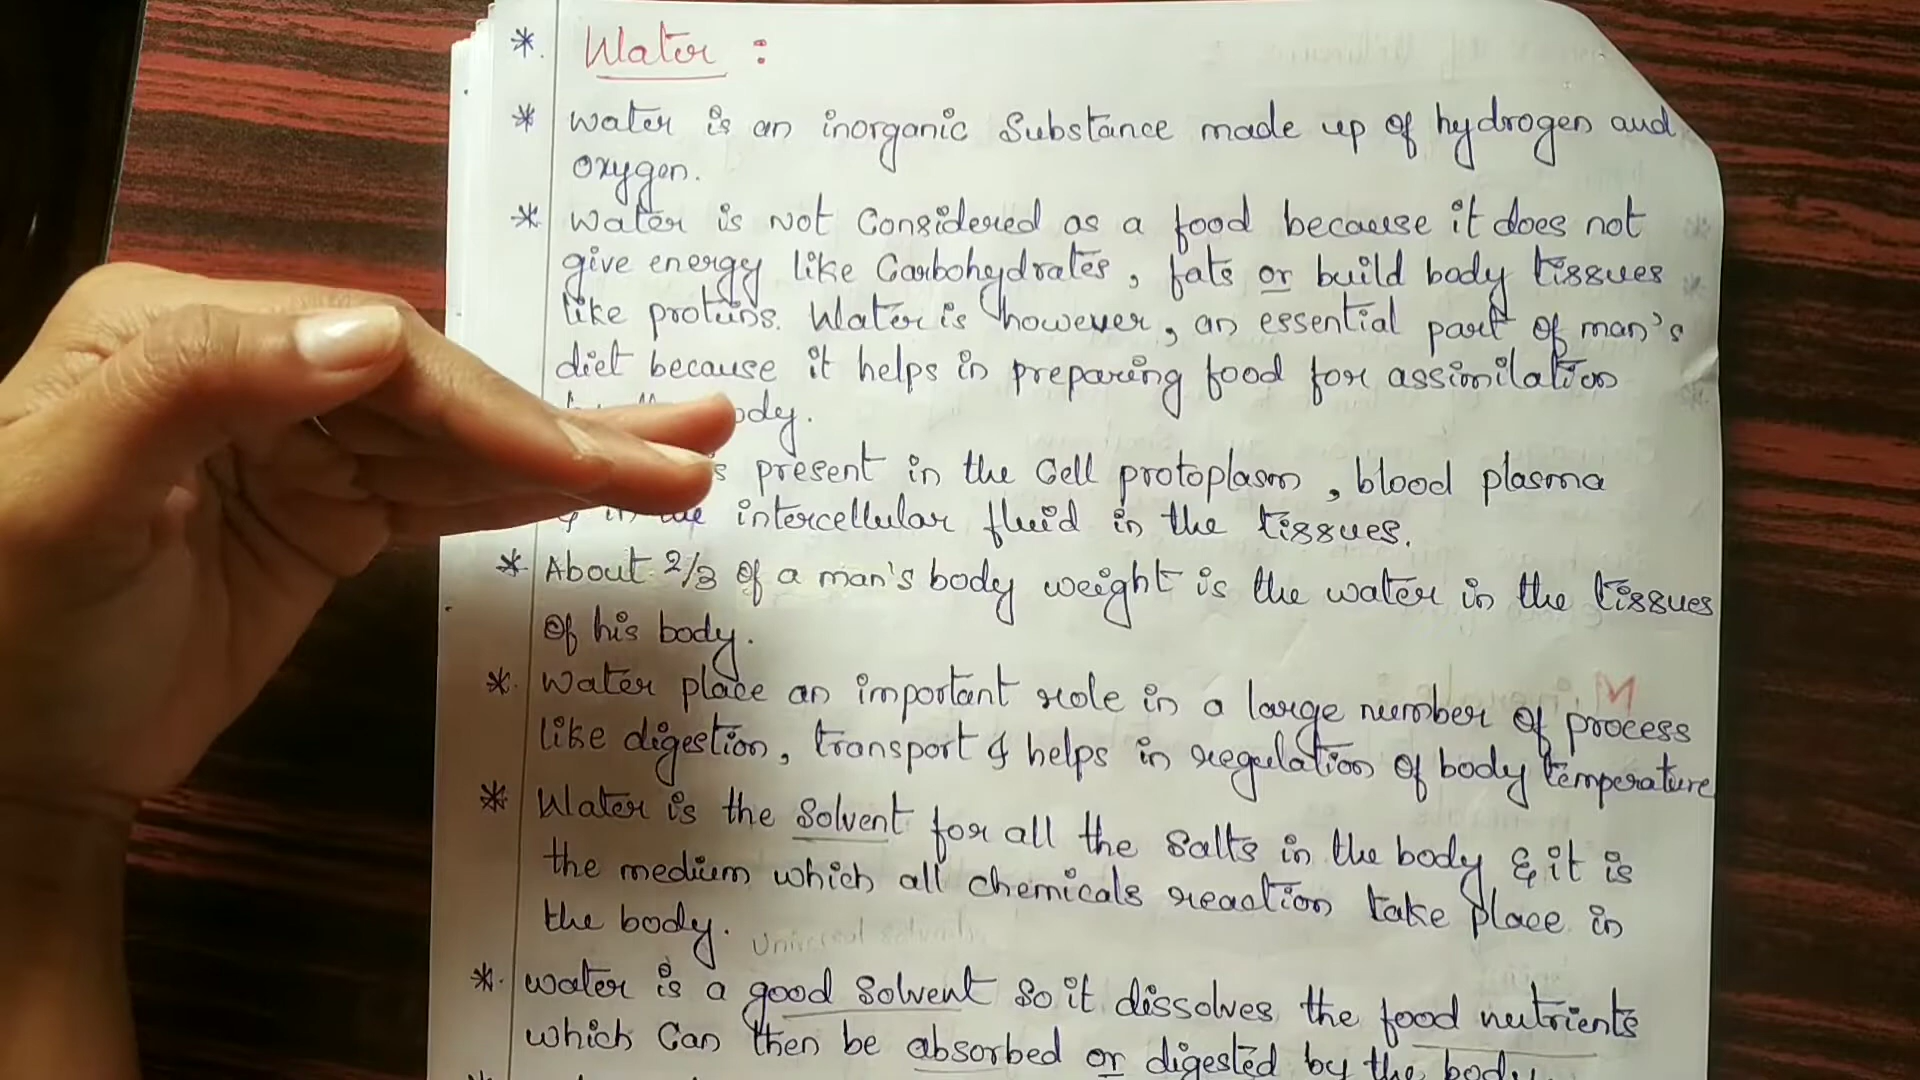 * Water :
* Water is an inorganic Substance made up of hydrogen and
oxygen.
* Water is Not Considered as a food because it does not
give energy like Carbohydrates, fats or build body tissues
like proteins. Water is however, an essential part of man's
diet because it helps in preparing food for assimilation
body.
present in the Cell protoplasm, blood plasma
& in the intercellular fluid in the tissues.
* About 2/3 of a man's body weight is the water in the tissues
of his body.
* Water place an important role in a large number of process
like digestion, transport & helps in regulation of body temperature
* Water is the Solvent for all the Salts in the body & it is
the medium which all chemicals reaction take place in
the body.
* Water is a good Solvent So it dissolves the food nutrients
which Can then be absorbed or digested by the body.